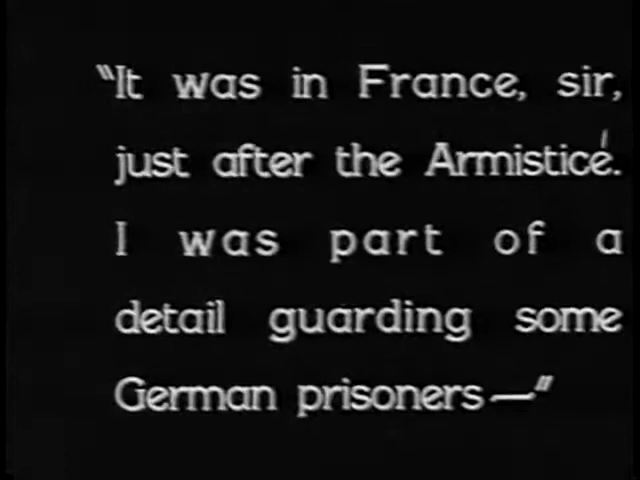 "It was in France, sir,
just after the Armistice.
I was part of a
detail guarding some
German prisoners—"